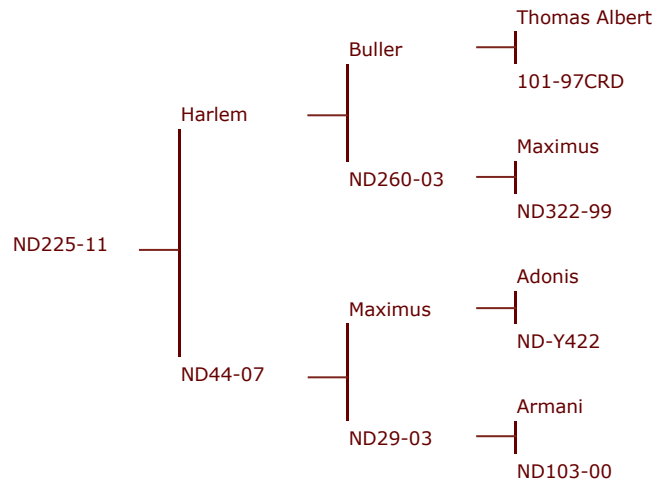 Thomas Albert
Buller
101-97CRD
Harlem
Maximus
ND260-03
ND322-99
ND225-11
Adonis
Maximus
ND-Y422
ND44-07
Armani
ND29-03
ND103-00